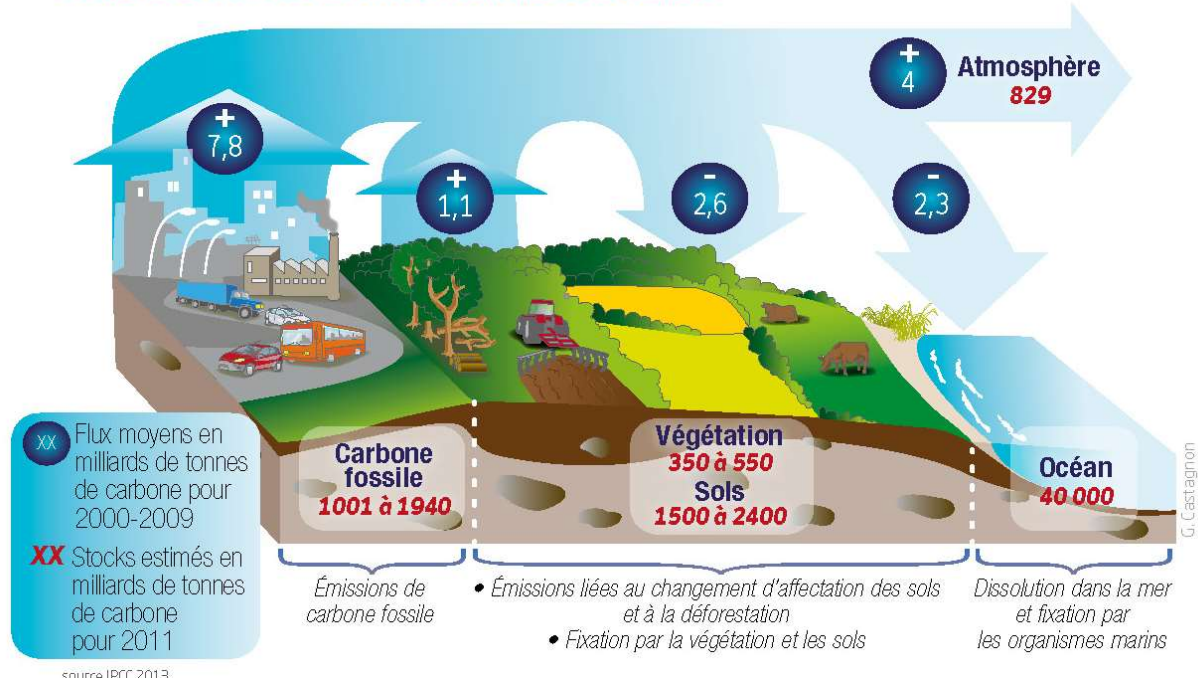 +
4
Atmosphère
829
+
7,8
+
1,1
-
2,6
-
2,3
Carbone
fossile
1001 à 1940
Végétation
350 à 550
Sols
1500 à 2400
Océan
40 000
G. Castagnon
XX Flux moyens en
milliards de tonnes
de carbone pour
2000-2009
XX Stocks estimés en
milliards de tonnes
de carbone
pour 2011
Émissions de
carbone fossile
• Émissions liées au changement d'affectation des sols
et à la déforestation
• Fixation par la végétation et les sols
Dissolution dans la mer
et fixation par
les organismes marins
source IPCC 2013